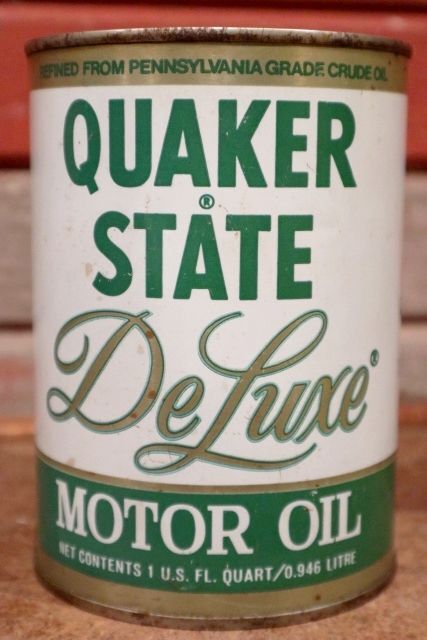 REFINED FROM PENNSYLVANIA GRADE CRUDE OIL
QUAKER
®
STATE
DeLuxe®
MOTOR OIL
NET CONTENTS 1 U.S. FL. QUART/0.946 LITRE